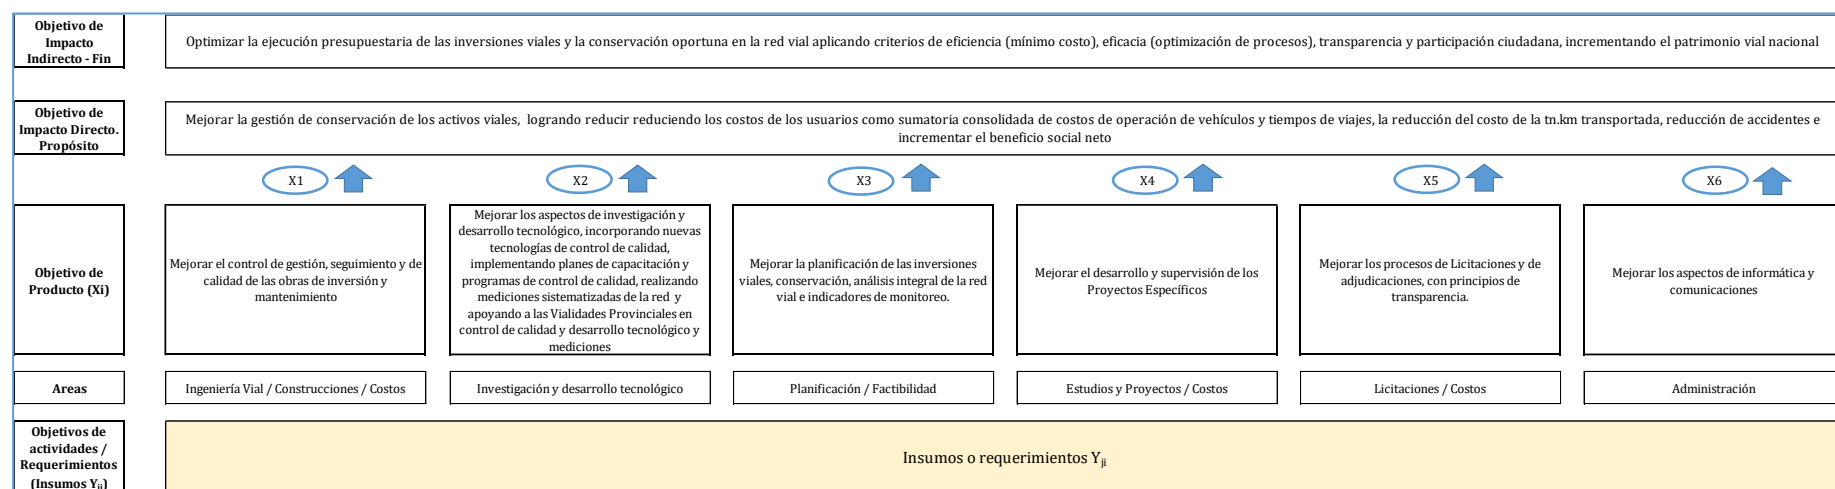 Objetivo de
Impacto
Indirecto - Fin
Optimizar la ejecución presupuestaria de las inversiones viales y la conservación oportuna en la red vial aplicando criterios de eficiencia (mínimo costo), eficacia (optimización de procesos), transparencia y participación ciudadana, incrementando el patrimonio vial nacional
Objetivo de
Impacto Directo.
Propósito
Mejorar la gestión de conservación de los activos viales, logrando reducir reduciendo los costos de los usuarios como sumatoria consolidada de costos de operación de vehículos y tiempos de viajes, la reducción del costo de la tn.km transportada, reducción de accidentes e
incrementar el beneficio social neto
X1
X2
X3
X4
X5
X6
Objetivo de
Producto (Xi)
Mejorar el control de gestión, seguimiento y de
calidad de las obras de inversión y
mantenimiento
Mejorar los aspectos de investigación y
desarrollo tecnológico, incorporando nuevas
tecnologías de control de calidad,
implementando planes de capacitación y
programas de control de calidad, realizando
mediciones sistematizadas de la red y
apoyando a las Vialidades Provinciales en
control de calidad y desarrollo tecnológico y
mediciones
Mejorar la planificación de las inversiones
viales, conservación, análisis integral de la red
vial e indicadores de monitoreo.
Mejorar el desarrollo y supervisión de los
Proyectos Específicos
Mejorar los procesos de Licitaciones y de
adjudicaciones, con principios de
transparencia.
Mejorar los aspectos de informática y
comunicaciones
Areas
Ingeniería Vial / Construcciones / Costos
Investigación y desarrollo tecnológico
Planificación / Factibilidad
Estudios y Proyectos / Costos
Licitaciones / Costos
Administración
Objetivos de
actividades /
Requerimientos
(Insumos Yji)
Insumos o requerimientos Yji